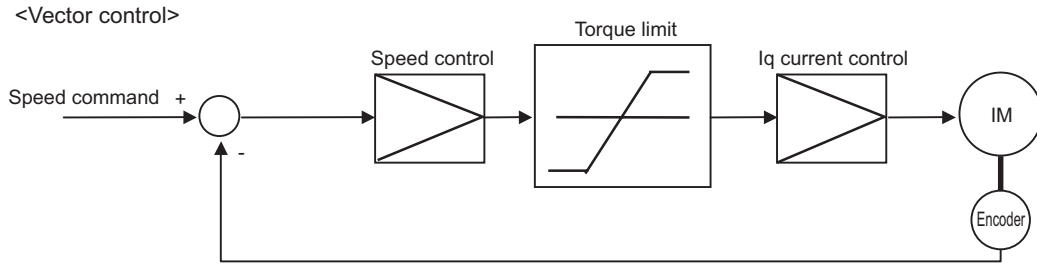 <Vector control>
Torque limit
Speed control
Iq current control
Speed command
+
-
IM
Encoder